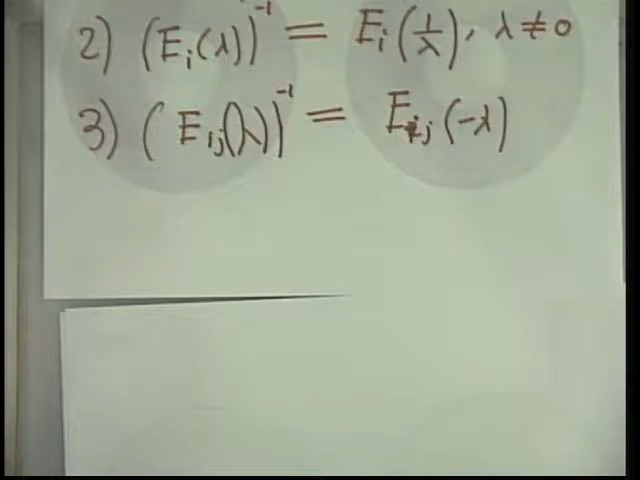 2) (E_i(λ))^{-1} = E_i(1/λ), λ ≠ 0
3) (E_{ij}(λ))^{-1} = E_{ij}(-λ)